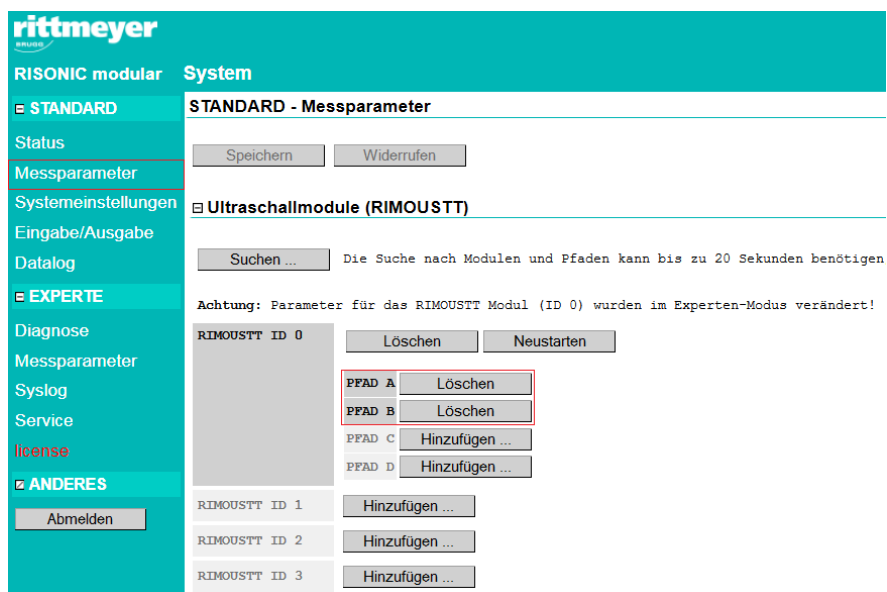 rittmeyer
BRUGG
RISONIC modular System
STANDARD
Status
Messparameter
Systemeinstellungen
Eingabe/Ausgabe
Datalog
EXPERTE
Diagnose
Messparameter
Syslog
Service
license
ANDERES
Abmelden
STANDARD - Messparameter
Speichern Widerrufen
Ultraschallmodule (RIMOUSTT)
Suchen ... Die Suche nach Modulen und Pfaden kann bis zu 20 Sekunden benötigen
Achtung: Parameter für das RIMOUSTT Modul (ID 0) wurden im Experten-Modus verändert!
RIMOUSTT ID 0 Löschen Neustarten
PFAD A Löschen
PFAD B Löschen
PFAD C Hinzufügen ...
PFAD D Hinzufügen ...
RIMOUSTT ID 1 Hinzufügen ...
RIMOUSTT ID 2 Hinzufügen ...
RIMOUSTT ID 3 Hinzufügen ...